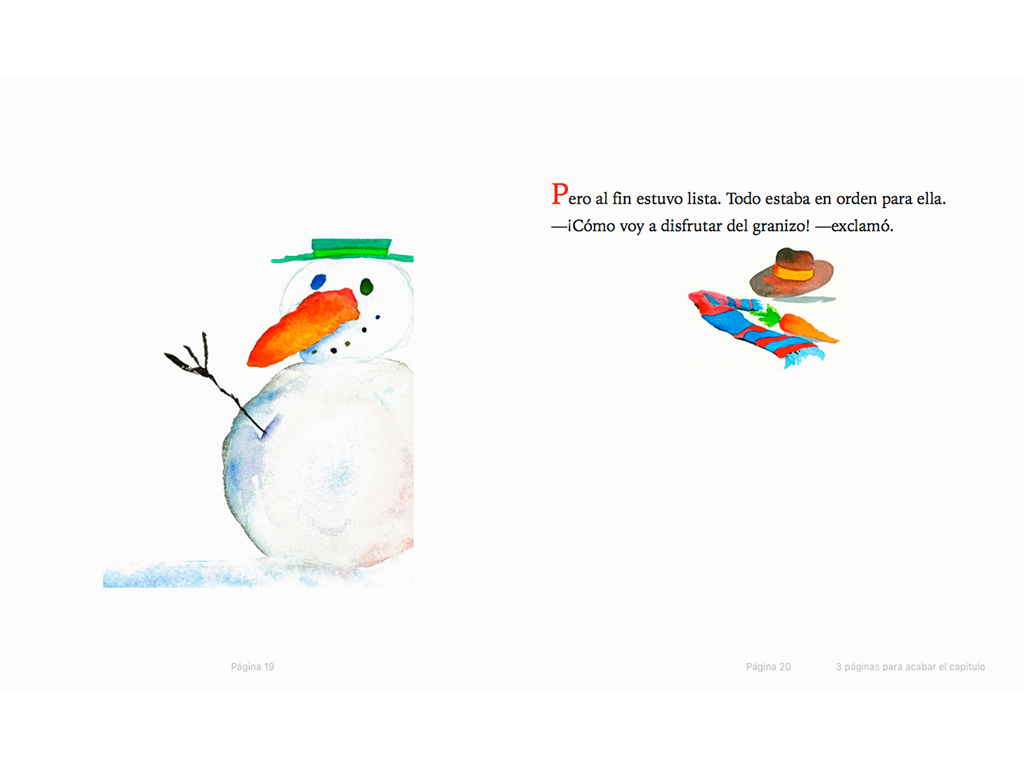 Pero al fin estuvo lista. Todo estaba en orden para ella.
—¡Cómo voy a disfrutar del granizo! —exclamó.
Página 19
Página 20
3 páginas para acabar el capítulo